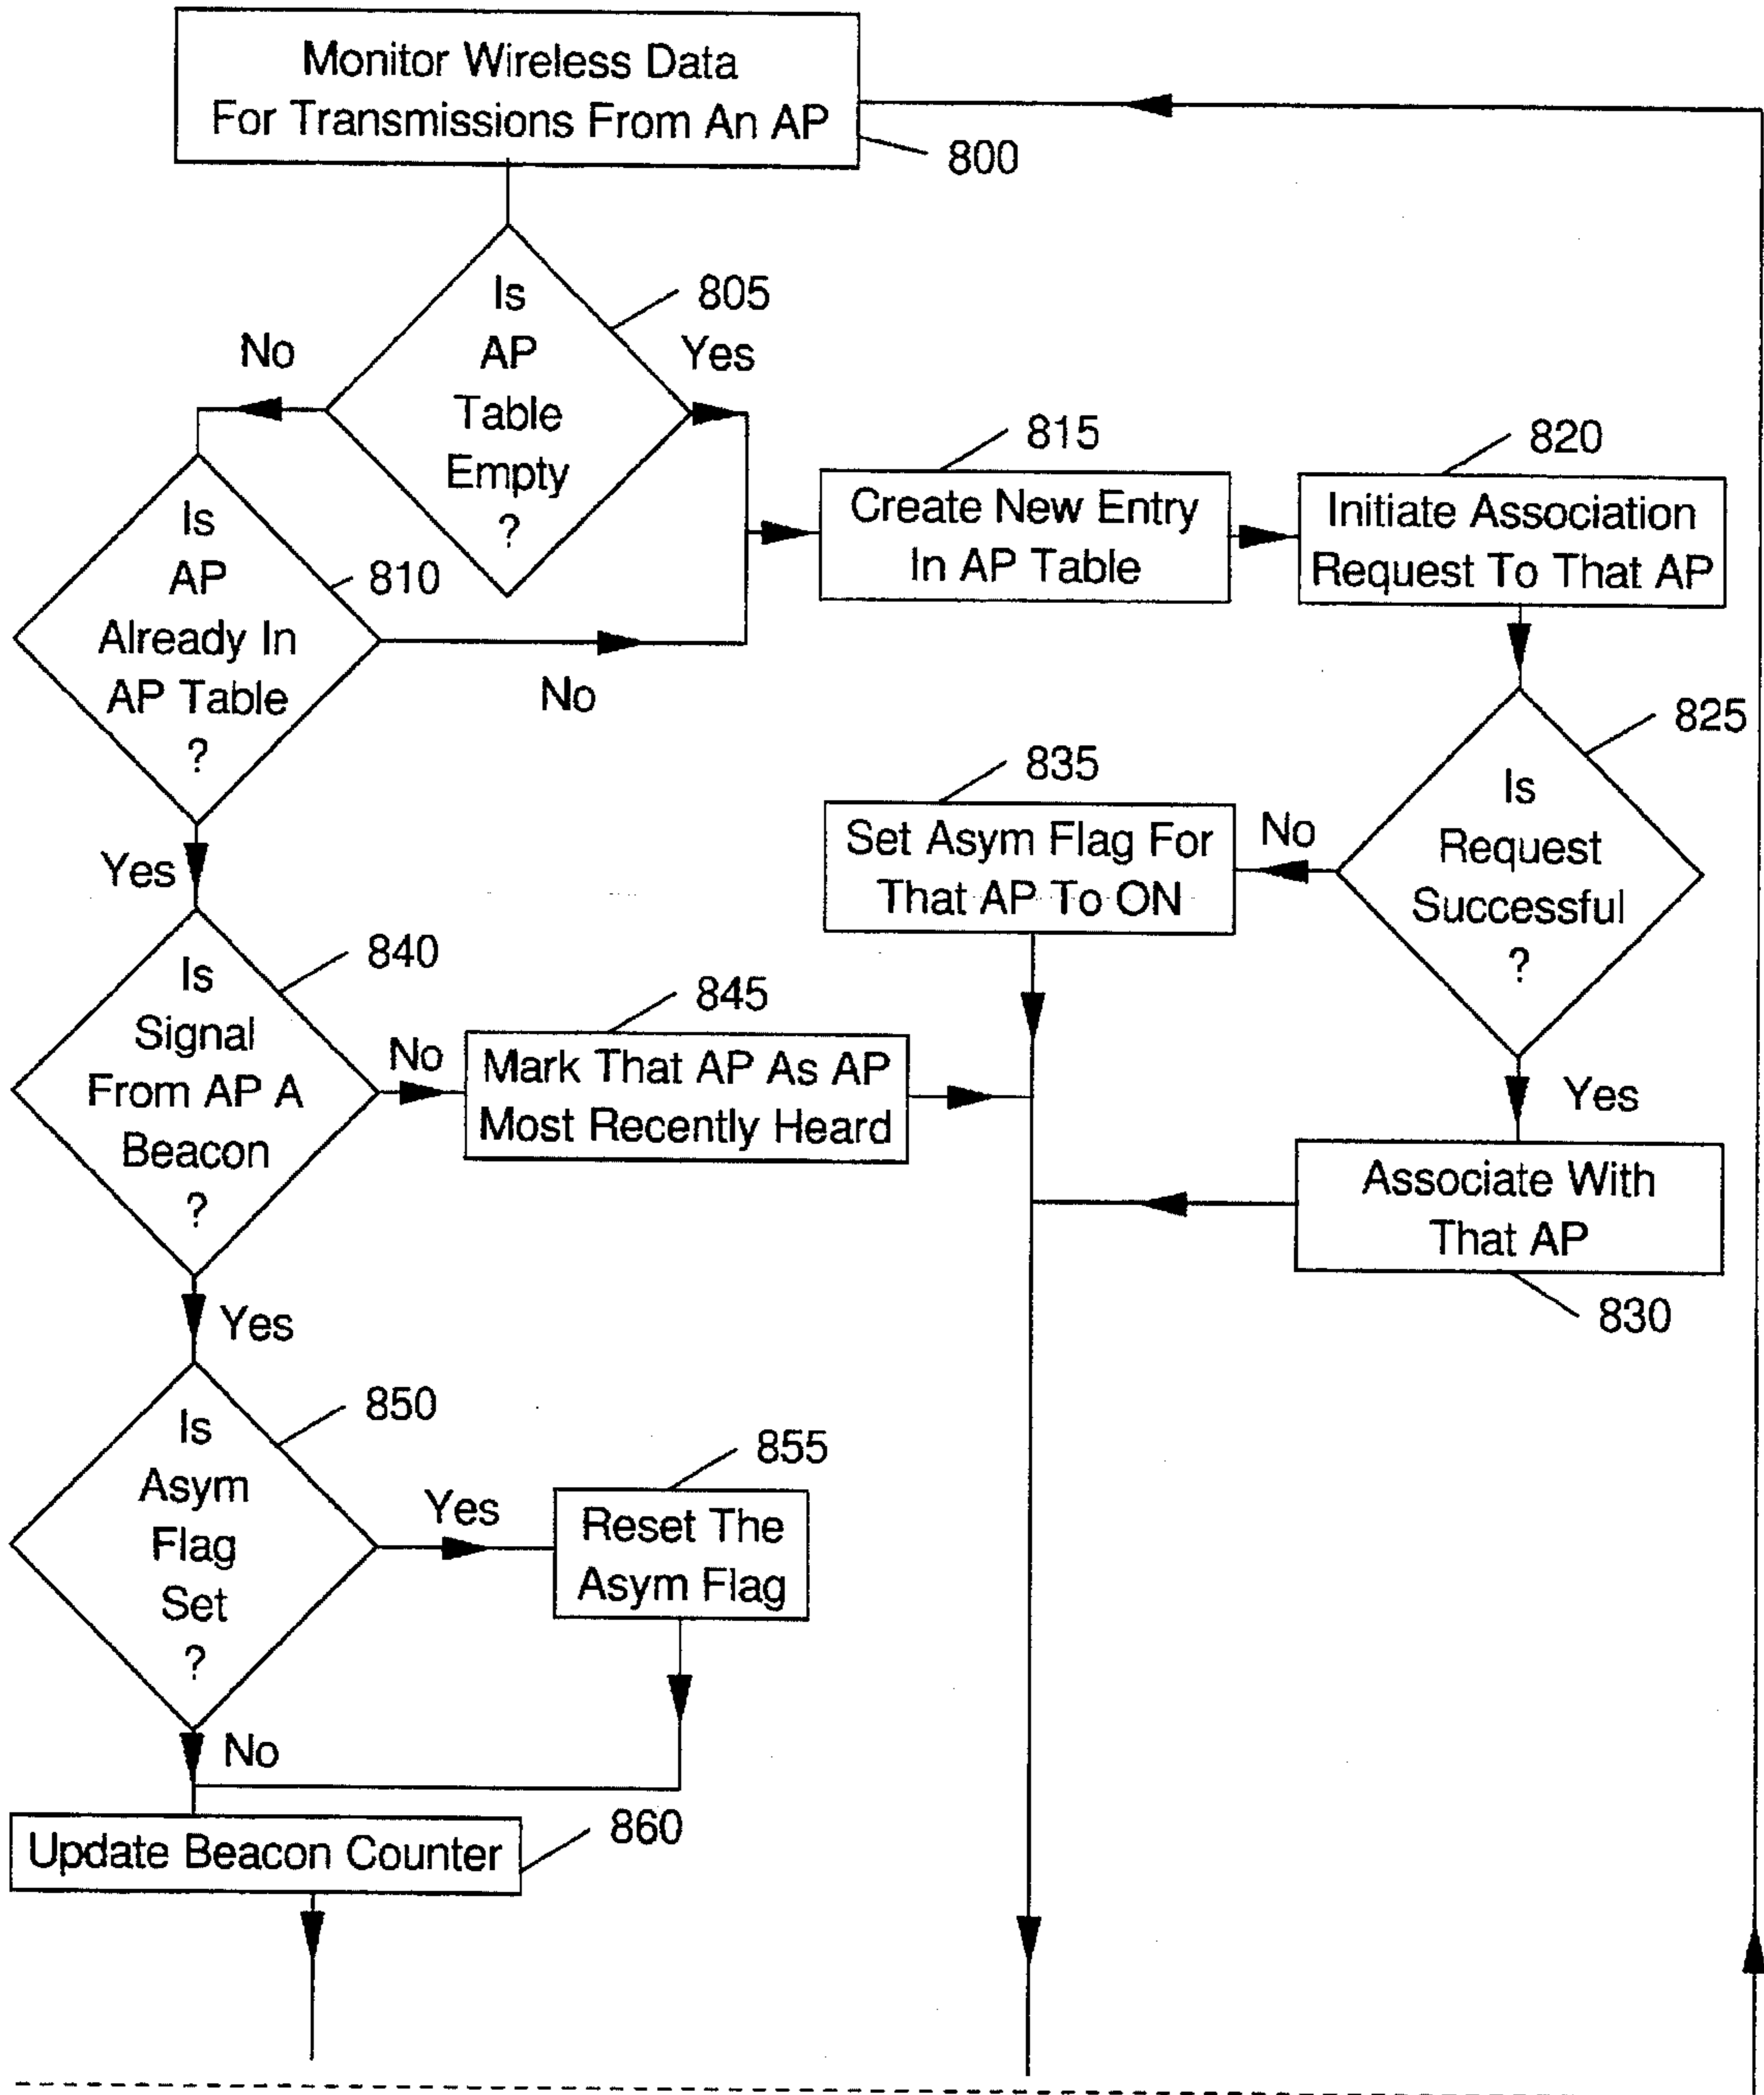 Monitor Wireless Data
For Transmissions From An AP
800
Is
AP
Table
Empty
?
805
No
Yes
Is
AP
Already In
AP Table
?
810
No
Yes
815
Create New Entry
In AP Table
820
Initiate Association
Request To That AP
825
Is
Request
Successful
?
No
Yes
835
Set Asym Flag For
That AP To ON
Associate With
That AP
830
840
Is
Signal
From AP A
Beacon
?
No
Yes
845
Mark That AP As AP
Most Recently Heard
850
Is
Asym
Flag
Set
?
Yes
No
855
Reset The
Asym Flag
Update Beacon Counter
860